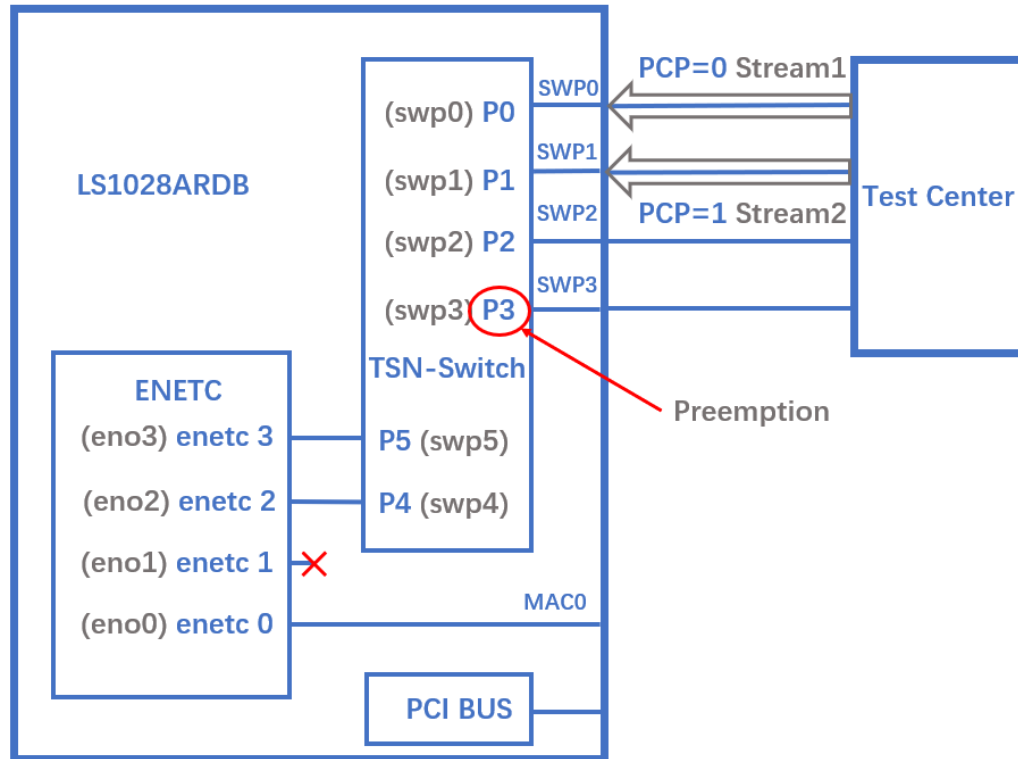 PCP=0 Stream1
SWP0
(swp0) P0
SWP1
LS1028ARDB
(swp1) P1
Test Center
PCP=1 Stream2
SWP2
(swp2) P2
SWP3
(swp3) P3
TSN-Switch
ENETC
Preemption
(eno3) enetc 3
P5 (swp5)
(eno2) enetc 2
P4 (swp4)
(eno1) enetc 1
MAC0
(eno0) enetc 0
PCI BUS